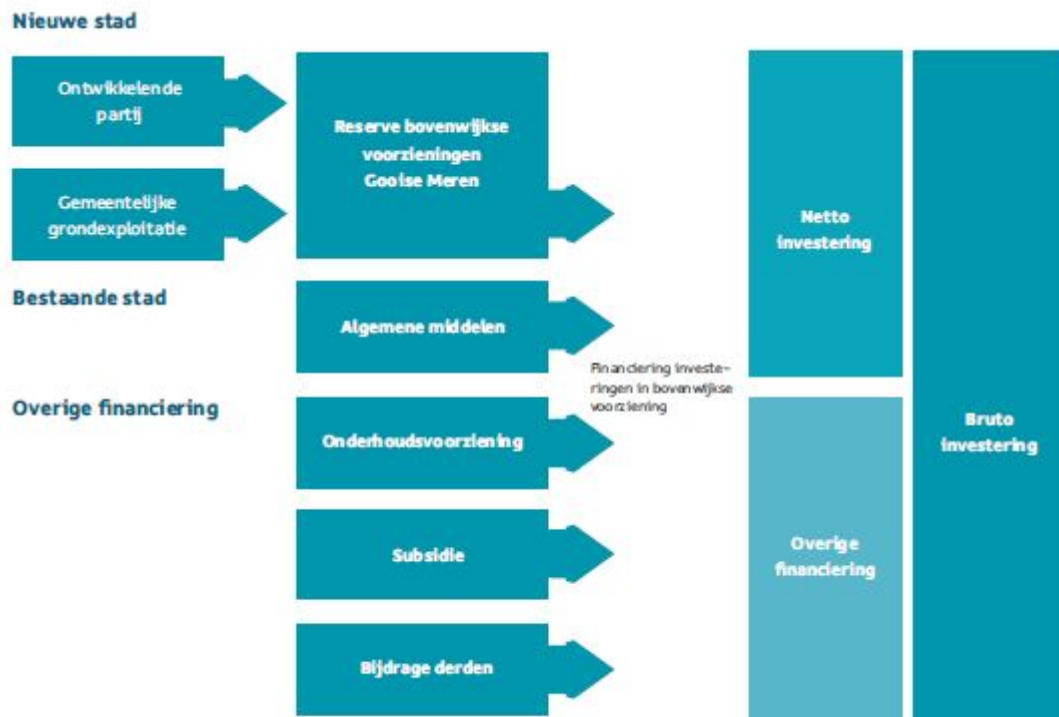 Nieuwe stad
Ontwikkelende
partij
Gemeentelijke
grondexploitatie
Reserve bovenwijkse
voorzieningen
Gooise Meren
Bestaande stad
Algemene middelen
Overige financiering
Onderhoudsvoorziening
Subsidie
Bijdrage derden
Financiering investe-
ringen in bovenwijkse
voorziening
Netto
investering
Overige
financiering
Bruto
investering